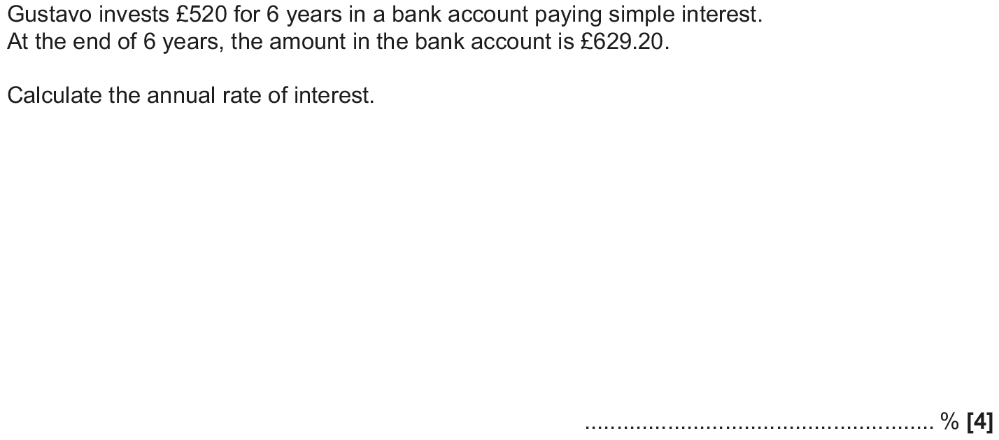 Gustavo invests £520 for 6 years in a bank account paying simple interest.
At the end of 6 years, the amount in the bank account is £629.20.
Calculate the annual rate of interest.
...................................................... % [4]